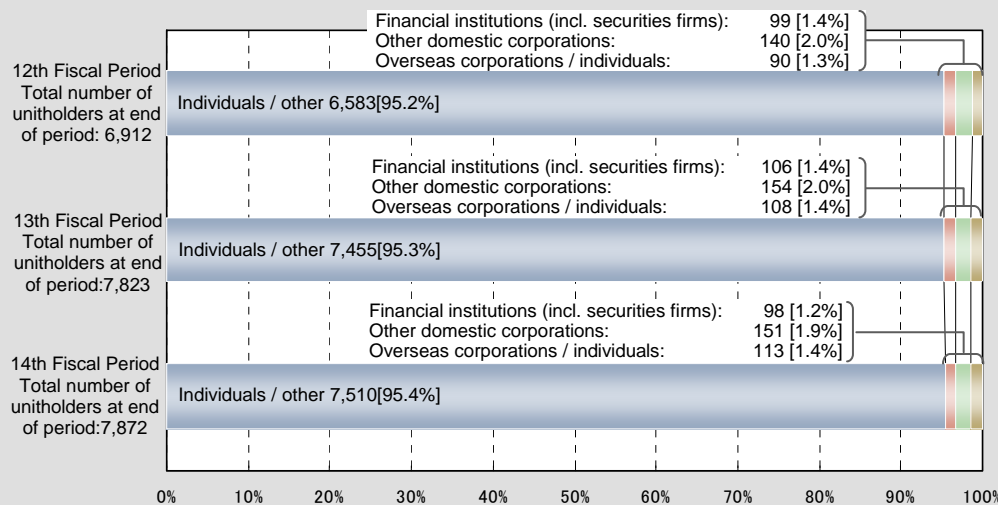 Financial institutions (incl. securities firms): 99 [1.4%]
Other domestic corporations: 140 [2.0%]
Overseas corporations / individuals: 90 [1.3%]
12th Fiscal Period
Total number of
unitholders at end
of period: 6,912
Individuals / other 6,583[95.2%]
Financial institutions (incl. securities firms): 106 [1.4%]
Other domestic corporations: 154 [2.0%]
Overseas corporations / individuals: 108 [1.4%]
13th Fiscal Period
Total number of
unitholders at end
of period:7,823
Individuals / other 7,455[95.3%]
Financial institutions (incl. securities firms): 98 [1.2%]
Other domestic corporations: 151 [1.9%]
Overseas corporations / individuals: 113 [1.4%]
14th Fiscal Period
Total number of
unitholders at end
of period:7,872
Individuals / other 7,510[95.4%]
0% 10% 20% 30% 40% 50% 60% 70% 80% 90% 100%